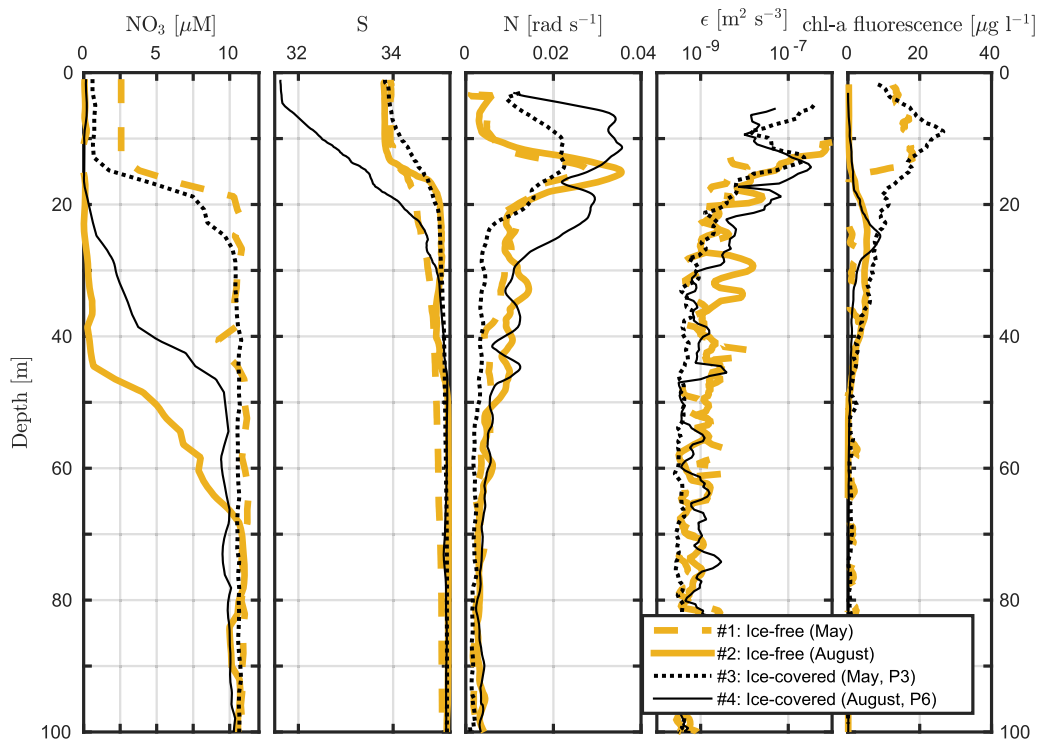 NO₃ [μM]
S
N [rad s⁻¹]
ϵ [m² s⁻³]
chl-a fluorescence [μg l⁻¹]
0 5 10
32 34
0 0.02 0.04
10⁻⁹ 10⁻⁷
0 20 40
0 0
20 20
40 40
60 60
80 80
100 100
Depth [m]
#1: Ice-free (May)
#2: Ice-free (August)
#3: Ice-covered (May, P3)
#4: Ice-covered (August, P6)